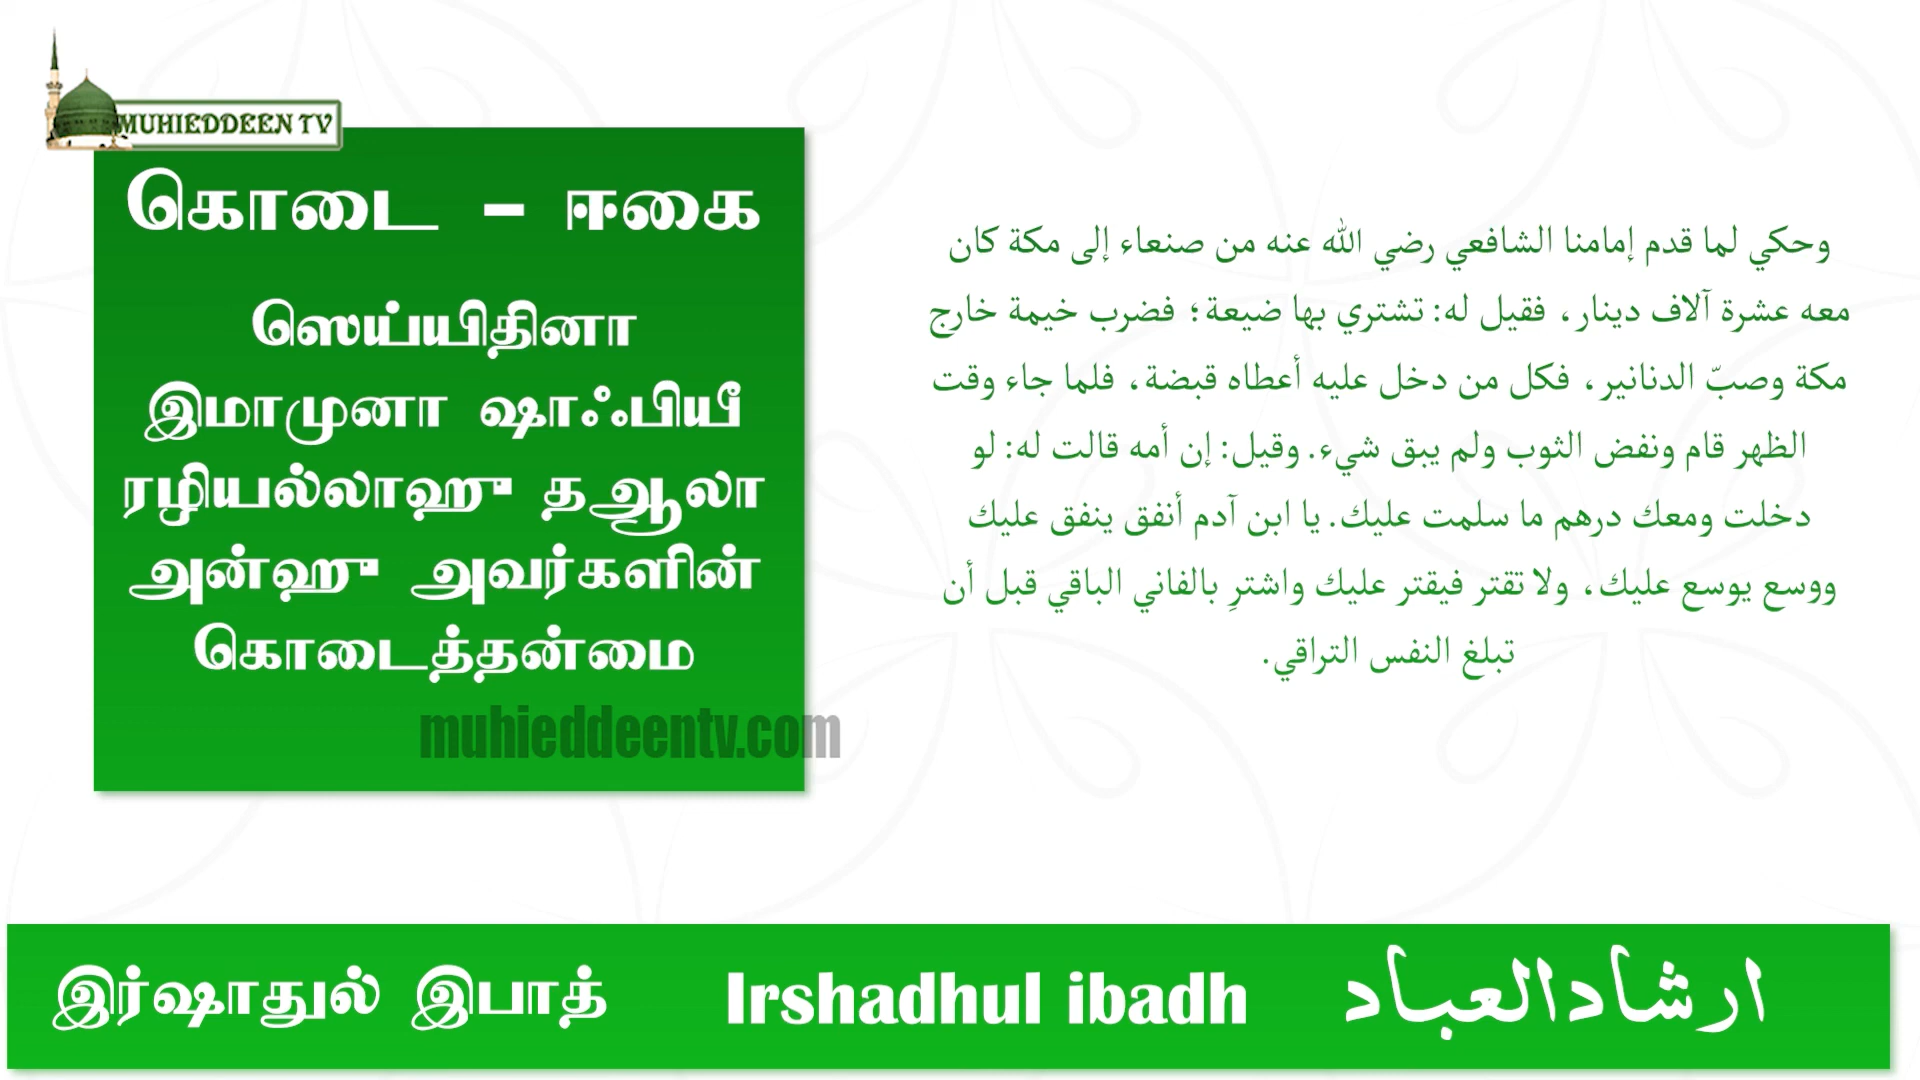 MUHIEDDEEN TV
கொடை - ஈகை
ஸெய்யிதினா
இமாமுனா ஷாஃபியீ
ரழியல்லாஹு தஆலா
அன்ஹு அவர்களின்
கொடைத்தன்மை
muhieddeentv.com
وحكي لما قدم إمامنا الشافعي رضي الله عنه من صنعاء إلى مكة كان
معه عشرة آلاف دينار، فقيل له: تشتري بها ضيعة؛ فضرب خيمة خارج
مكة وصبّ الدنانير، فكل من دخل عليه أعطاه قبضة، فلما جاء وقت
الظهر قام ونفض الثوب ولم يبق شيء. وقيل: إن أمه قالت له: لو
دخلت ومعك درهم ما سلمت عليك. يا ابن آدم أنفق ينفق عليك
ووسع يوسع عليك، ولا تقتر فيقتر عليك واشترِ بالفاني الباقي قبل أن
تبلغ النفس التراقي.
இர்ஷாதுல் இபாத்
Irshadhul ibadh
ارشادالعباد